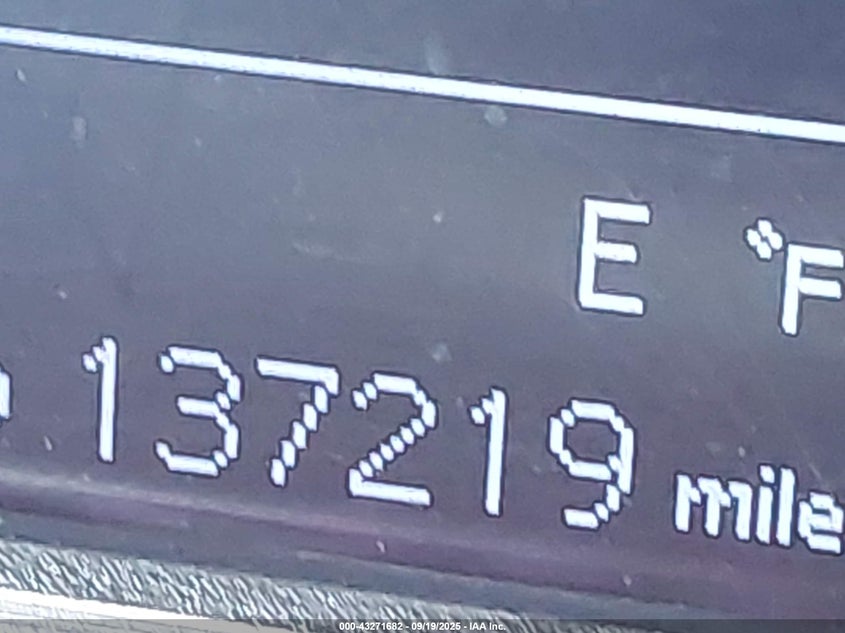 E °F
137219 mile
000-43271682 - 09/19/2025 - IAA Inc.